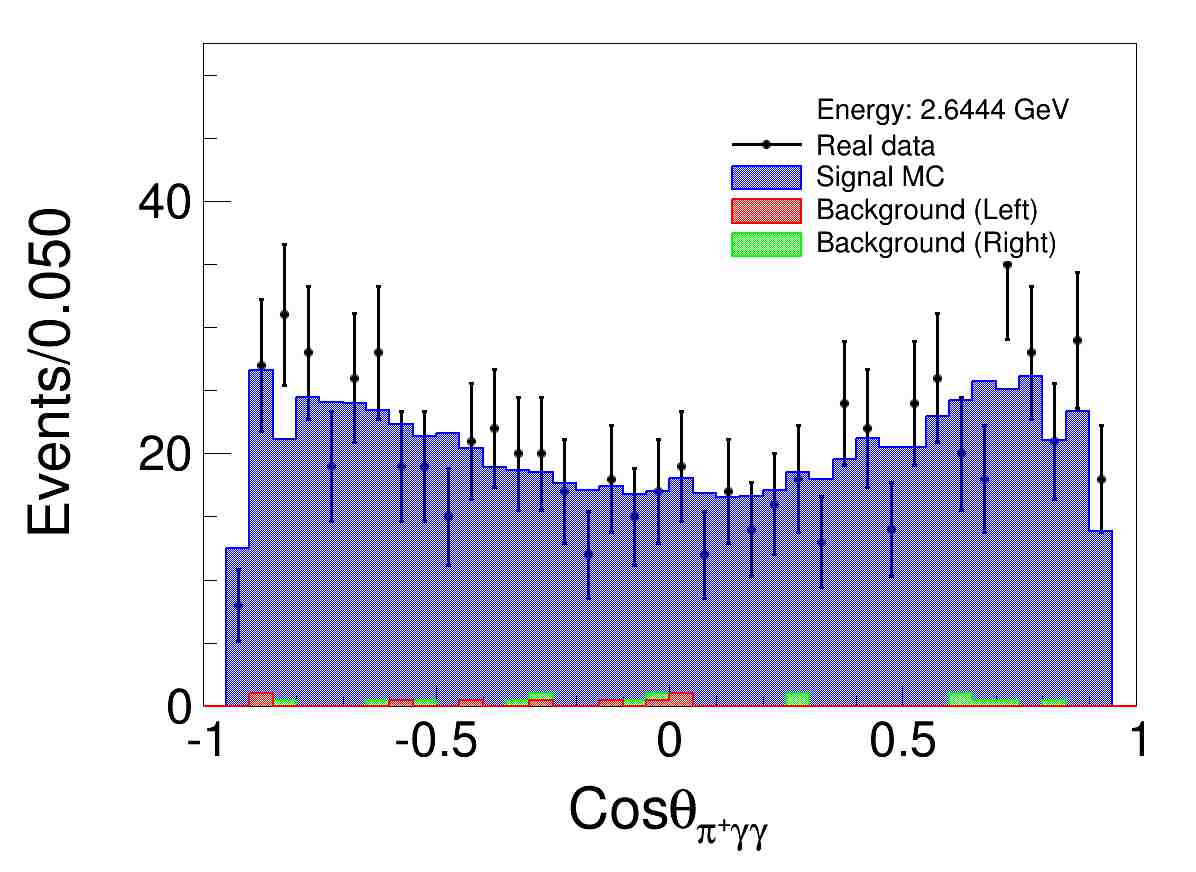 Energy: 2.6444 GeV
Real data
Signal MC
Background (Left)
Background (Right)
Events/0.050
40
20
0
-1 -0.5 0 0.5 1
Cosθπ⁺γγ